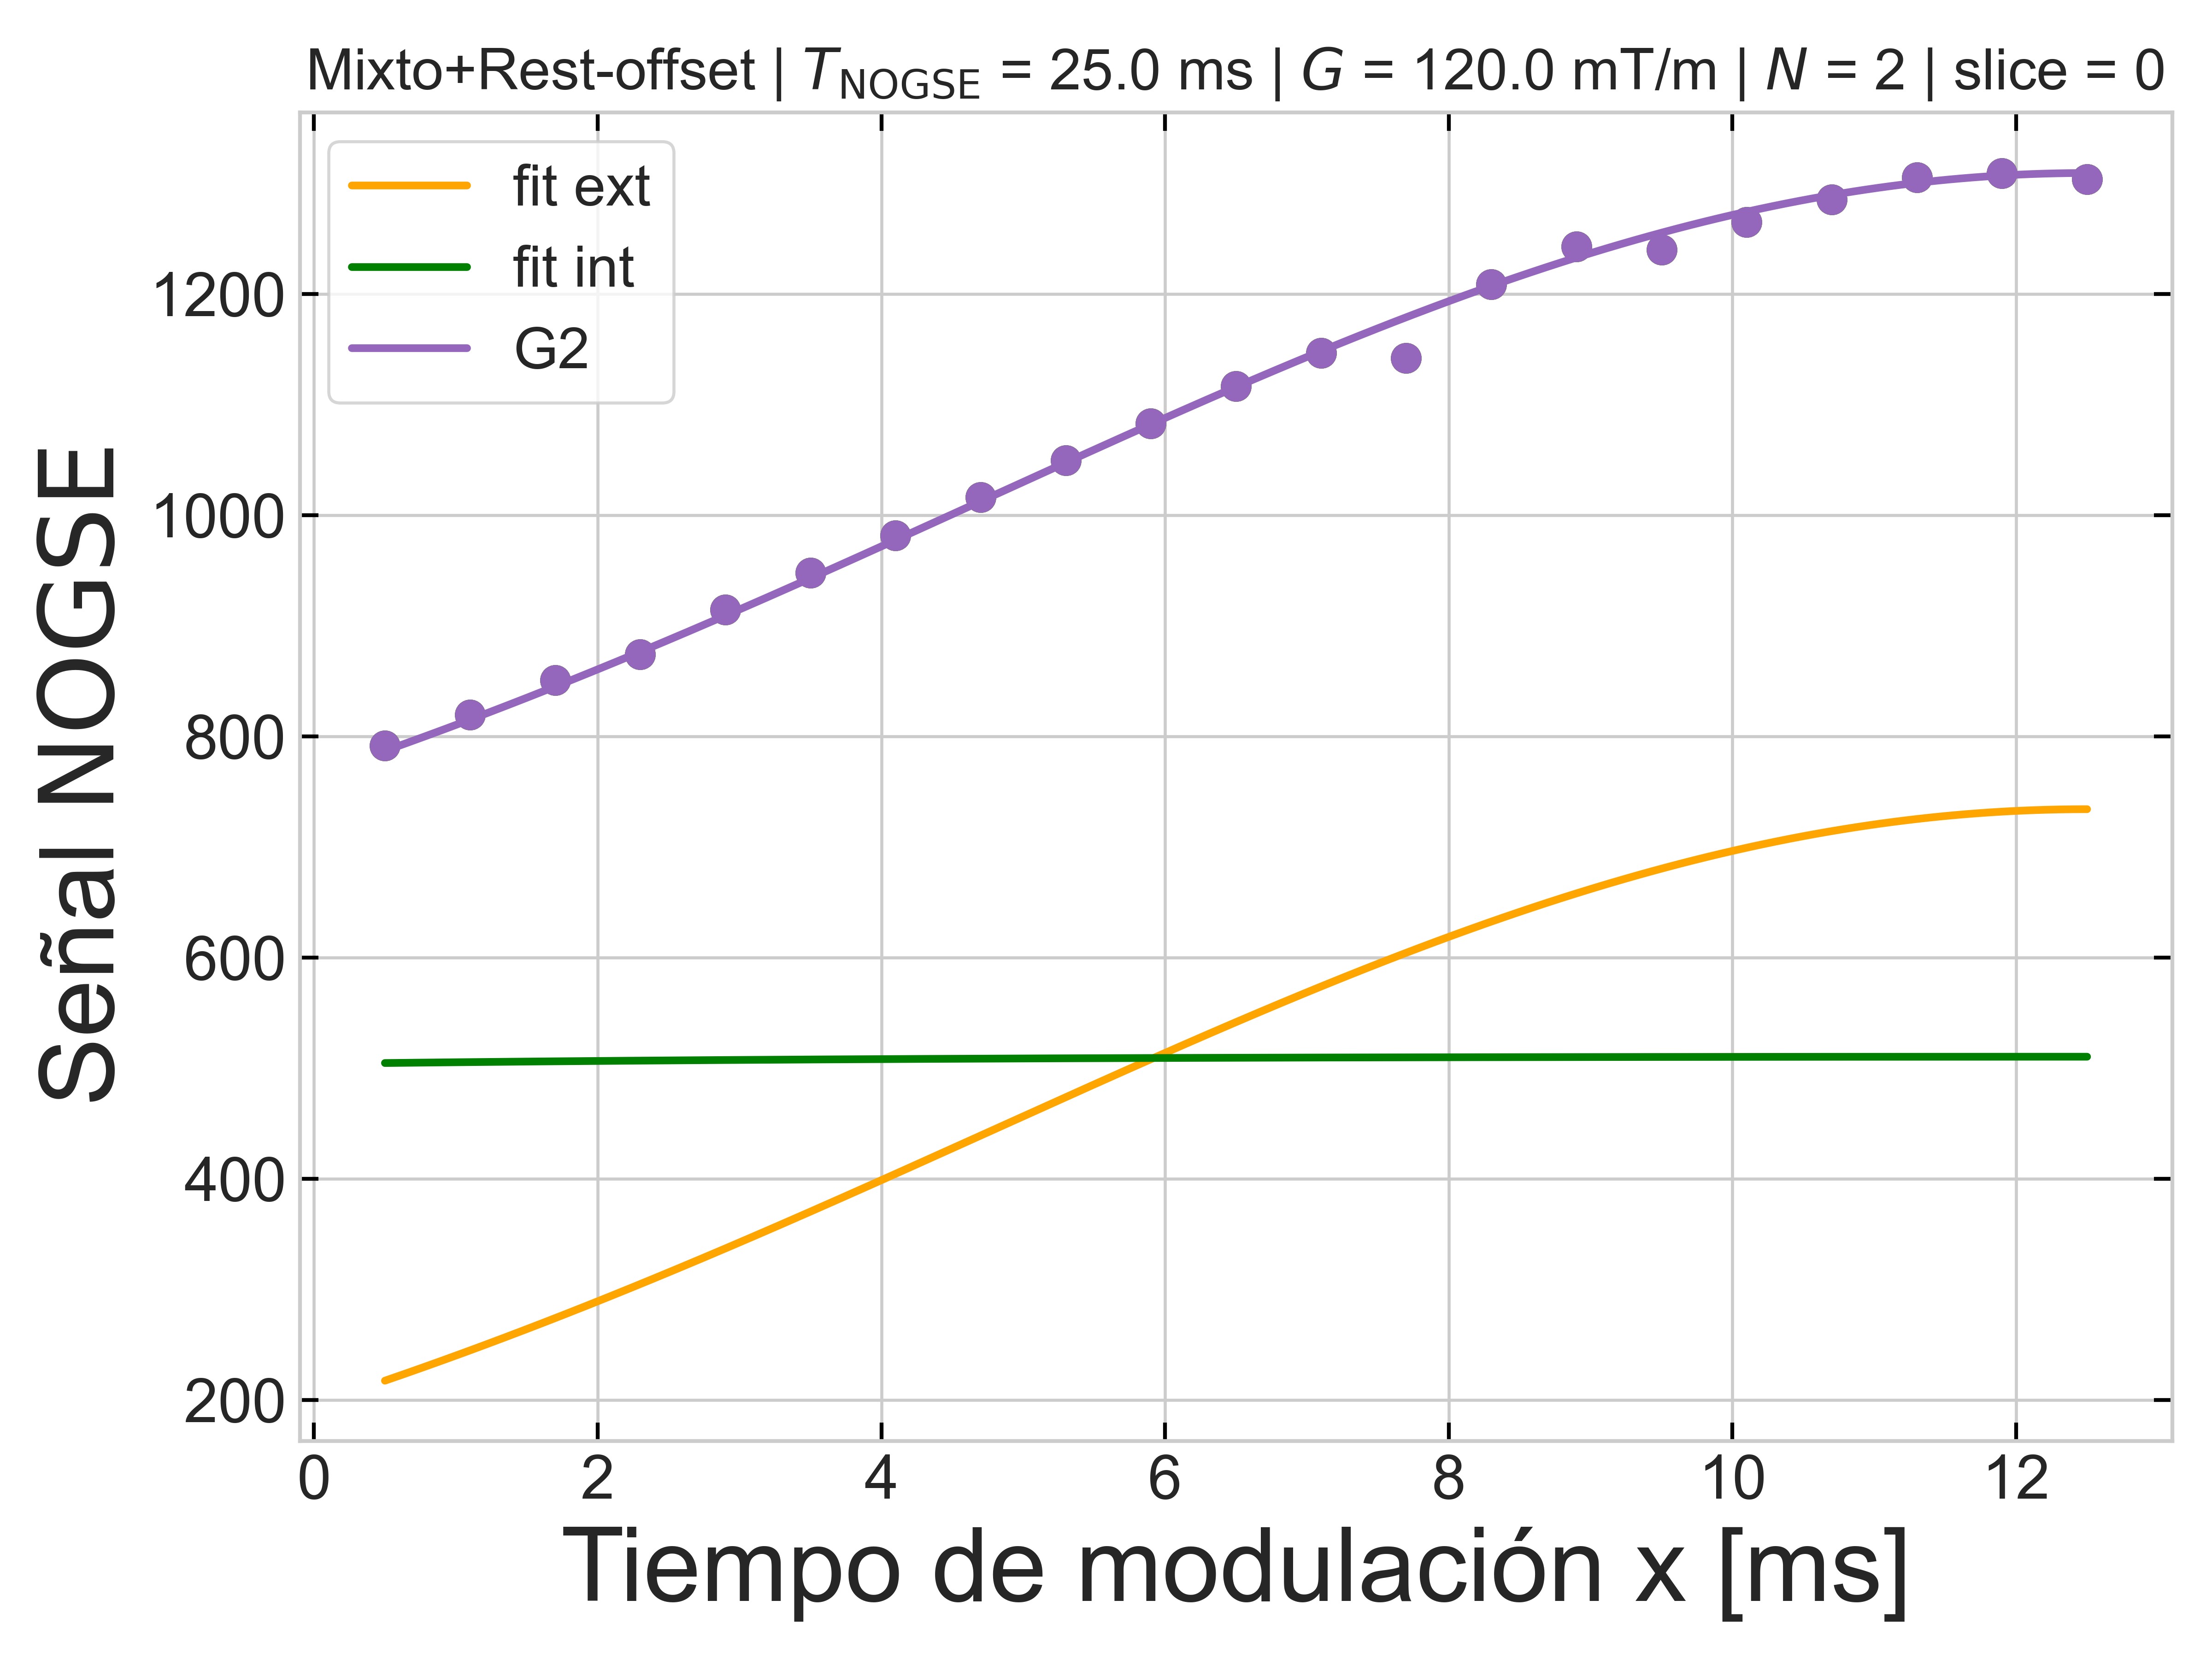 Mixto+Rest-offset | T_NOGSE = 25.0 ms | G = 120.0 mT/m | N = 2 | slice = 0
fit ext
fit int
G2
Señal NOGSE
1200
1000
800
600
400
200
0 2 4 6 8 10 12
Tiempo de modulación x [ms]